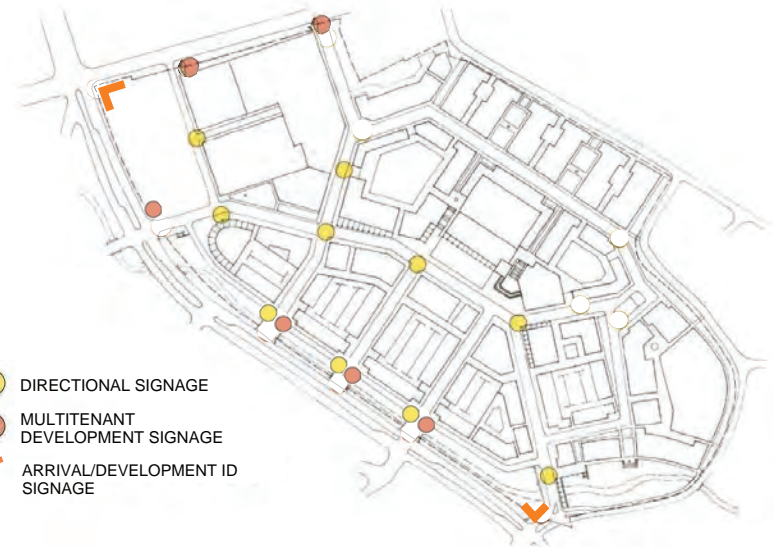 DIRECTIONAL SIGNAGE
MULTITENANT
DEVELOPMENT SIGNAGE
ARRIVAL/DEVELOPMENT ID
SIGNAGE